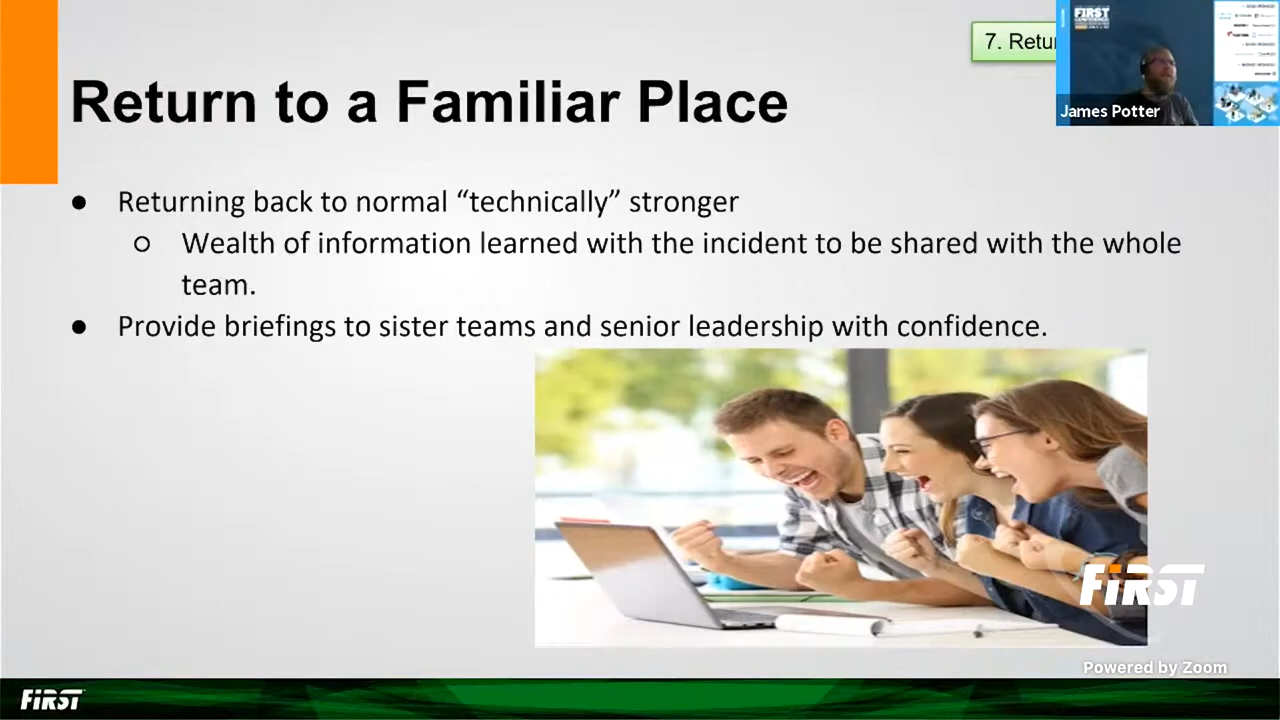 7. Retur
FIRST
CONFERENCE
James Potter
Return to a Familiar Place
● Returning back to normal “technically” stronger
○ Wealth of information learned with the incident to be shared with the whole
team.
● Provide briefings to sister teams and senior leadership with confidence.
FiRST
Powered by Zoom
FiRST